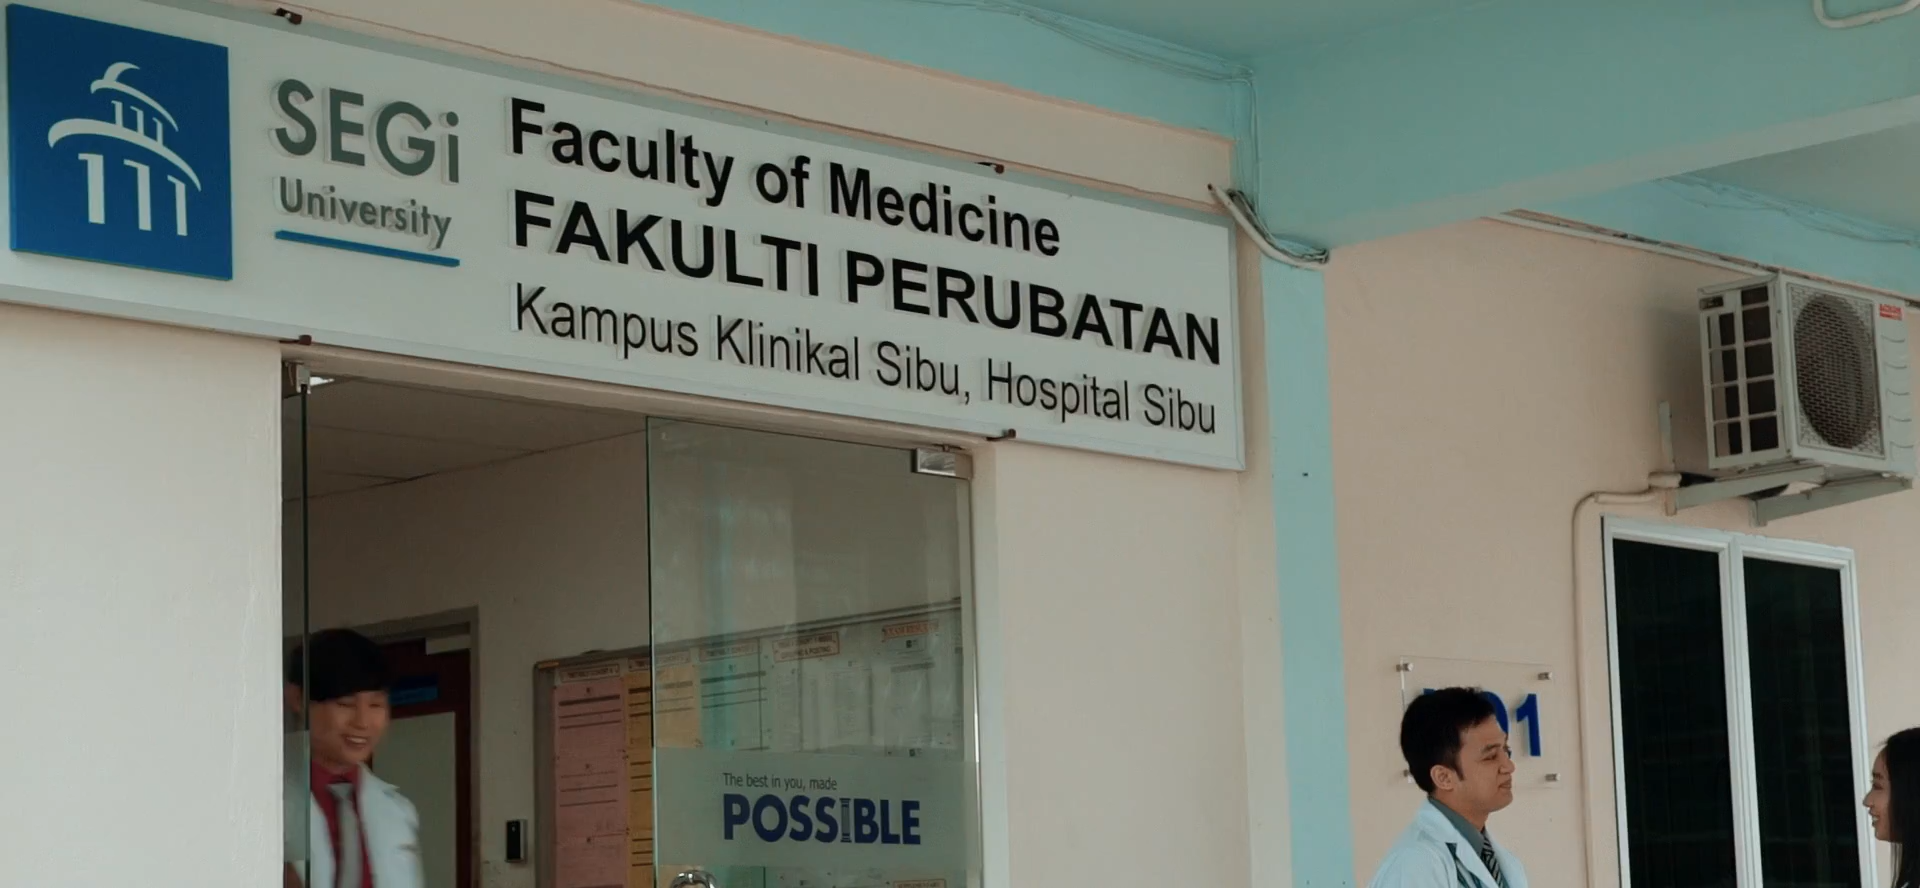 SEGi
University
Faculty of Medicine
FAKULTI PERUBATAN
Kampus Klinikal Sibu, Hospital Sibu
The best in you, made
POSSIBLE